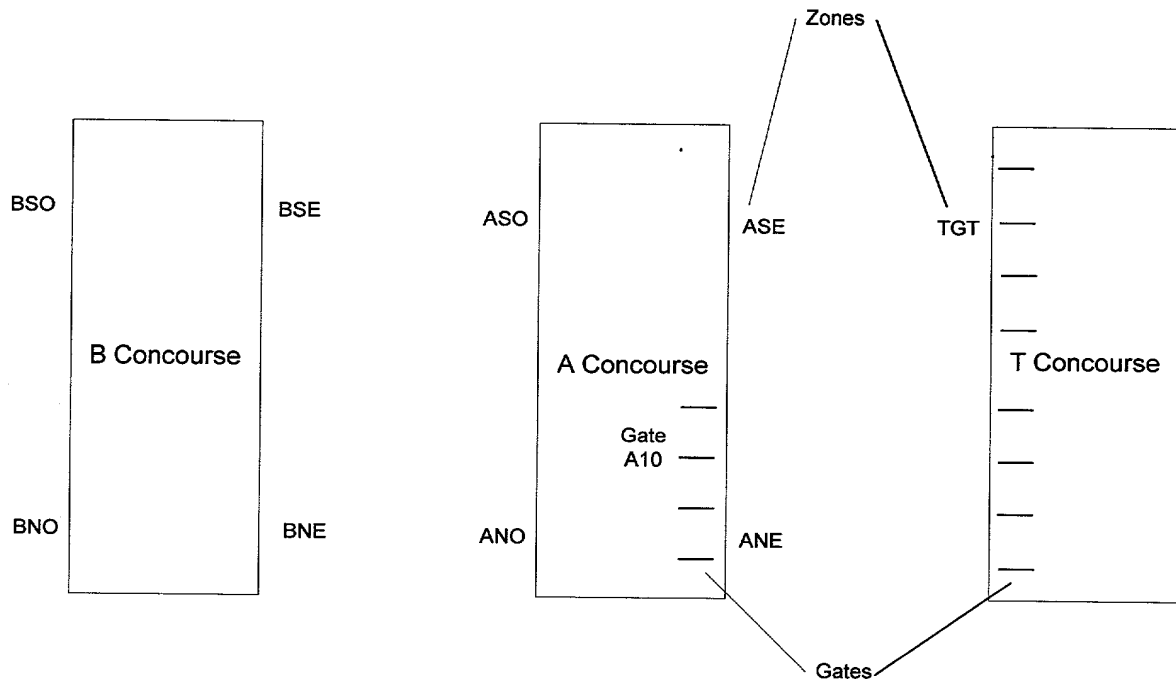 Zones
BSO
BSE
ASO
ASE
TGT
B Concourse
A Concourse
T Concourse
Gate
A10
BNO
BNE
ANO
ANE
Gates